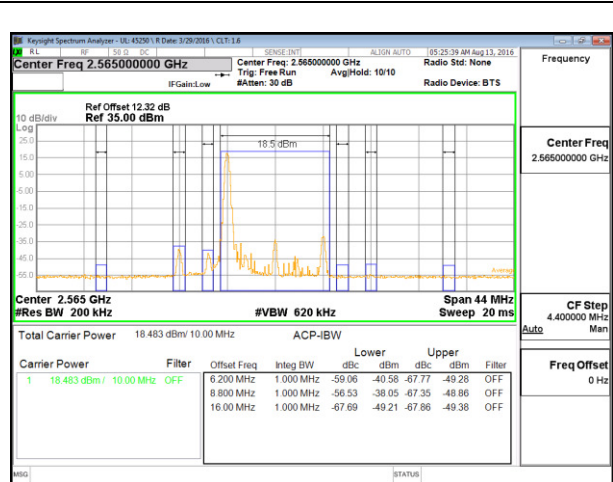 Keysight Spectrum Analyzer - UL: 45250 \ R Date: 3/29/2016 \ CLT: 1.6
RL RF 50 Ω DC SENSE:INT ALIGN AUTO 05:25:39 AM Aug 13, 2016
Center Freq 2.565000000 GHz
Center Freq: 2.565000000 GHz Radio Std: None
Trig: Free Run Avg|Hold: 10/10
IFGain:Low #Atten: 30 dB Radio Device: BTS
Frequency
Ref Offset 12.32 dB
10 dB/div Ref 35.00 dBm
Log
25.0
15.0
5.00
-5.00
-15.0
-25.0
-35.0
-45.0
-55.0
18.5 dBm
Average
Center 2.565 GHz Span 44 MHz
#Res BW 200 kHz #VBW 620 kHz Sweep 20 ms
Center Freq
2.565000000 GHz
CF Step
4.400000 MHz
Auto Man
Freq Offset
0 Hz
Total Carrier Power 18.483 dBm/ 10.00 MHz ACP-IBW
Lower Upper
Carrier Power Filter Offset Freq Integ BW dBc dBm dBc dBm Filter
1 18.483 dBm / 10.00 MHz OFF 6.200 MHz 1.000 MHz -59.06 -40.58 -67.77 -49.28 OFF
8.800 MHz 1.000 MHz -56.53 -38.05 -67.35 -48.86 OFF
16.00 MHz 1.000 MHz -67.69 -49.21 -67.86 -49.38 OFF
MSG STATUS